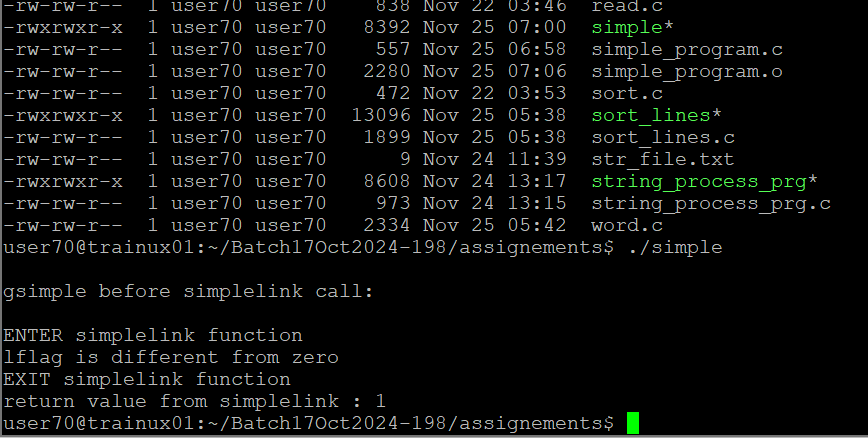 -rw-rw-r--  1 user70 user70   838 Nov 22 03:46 read.c
-rwxrwxr-x  1 user70 user70  8392 Nov 25 07:00 simple*
-rw-rw-r--  1 user70 user70   557 Nov 25 06:58 simple_program.c
-rw-rw-r--  1 user70 user70  2280 Nov 25 07:06 simple_program.o
-rw-rw-r--  1 user70 user70   472 Nov 22 03:53 sort.c
-rwxrwxr-x  1 user70 user70 13096 Nov 25 05:38 sort_lines*
-rw-rw-r--  1 user70 user70  1899 Nov 25 05:38 sort_lines.c
-rw-rw-r--  1 user70 user70     9 Nov 24 11:39 str_file.txt
-rwxrwxr-x  1 user70 user70  8608 Nov 24 13:17 string_process_prg*
-rw-rw-r--  1 user70 user70   973 Nov 24 13:15 string_process_prg.c
-rw-rw-r--  1 user70 user70  2334 Nov 25 05:42 word.c
user70@trainux01:~/Batch17Oct2024-198/assignements$ ./simple
gsimple before simplelink call:
ENTER simplelink function
lflag is different from zero
EXIT simplelink function
return value from simplelink : 1
user70@trainux01:~/Batch17Oct2024-198/assignements$